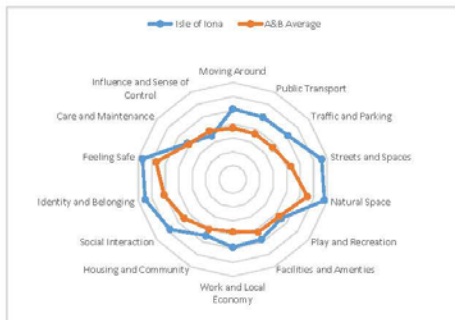 Isle of Iona
A&B Average
Moving Around
Public Transport
Traffic and Parking
Streets and Spaces
Natural Space
Play and Recreation
Facilities and Amenties
Work and Local
Economy
Housing and Community
Social Interaction
Identity and Belonging
Feeling Safe
Care and Maintenance
Influence and Sense of
Control